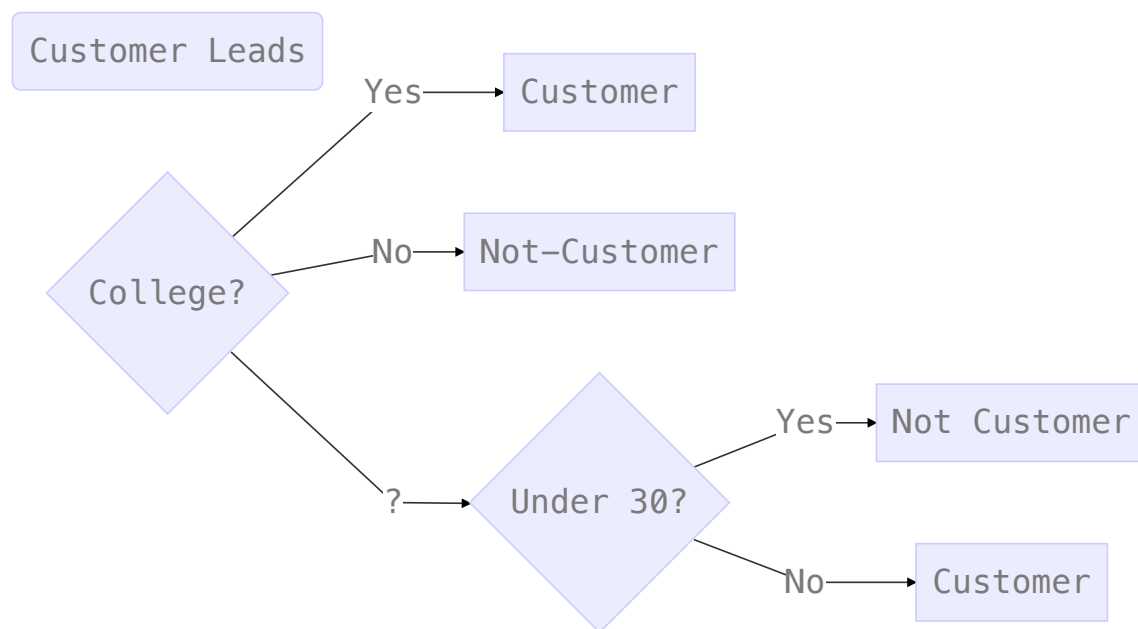 Customer Leads
Yes
Customer
No
Not-Customer
College?
?
Under 30?
Yes
Not Customer
No
Customer